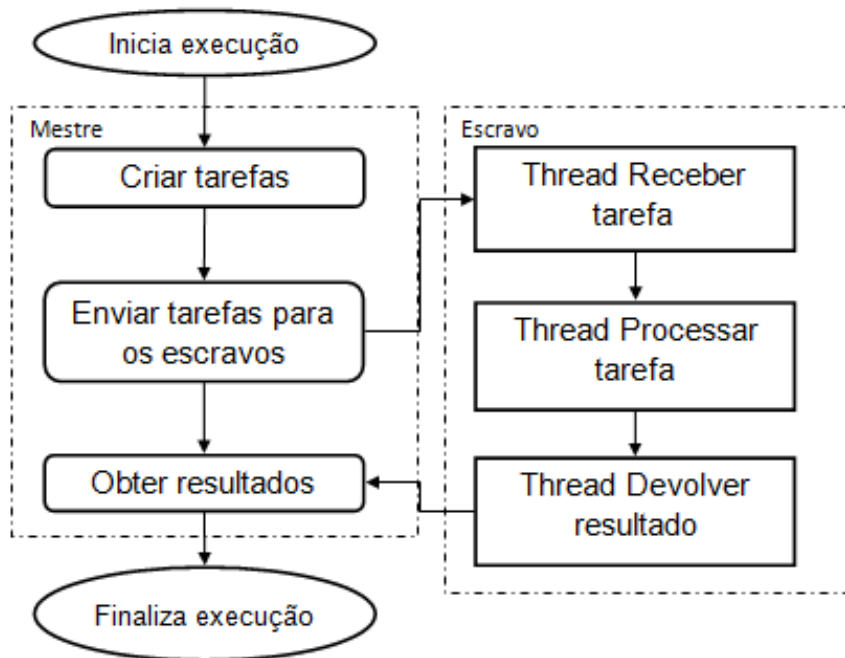 Inicia execução
Mestre
Criar tarefas
Enviar tarefas para
os escravos
Obter resultados
Finaliza execução
Escravo
Thread Receber
tarefa
Thread Processar
tarefa
Thread Devolver
resultado